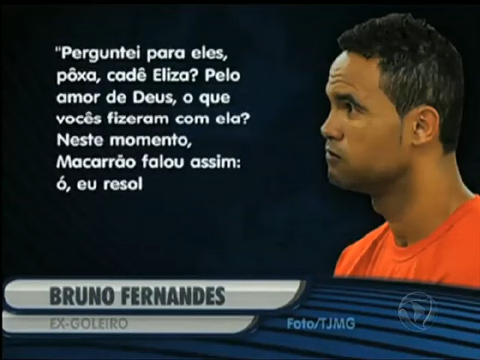 "Perguntei para eles,
pôxa, cadê Eliza? Pelo
amor de Deus, o que
vocês fizeram com ela?
Neste momento,
Macarrão falou assim:
ó, eu resol
BRUNO FERNANDES
EX-GOLEIRO
Foto/TJMG